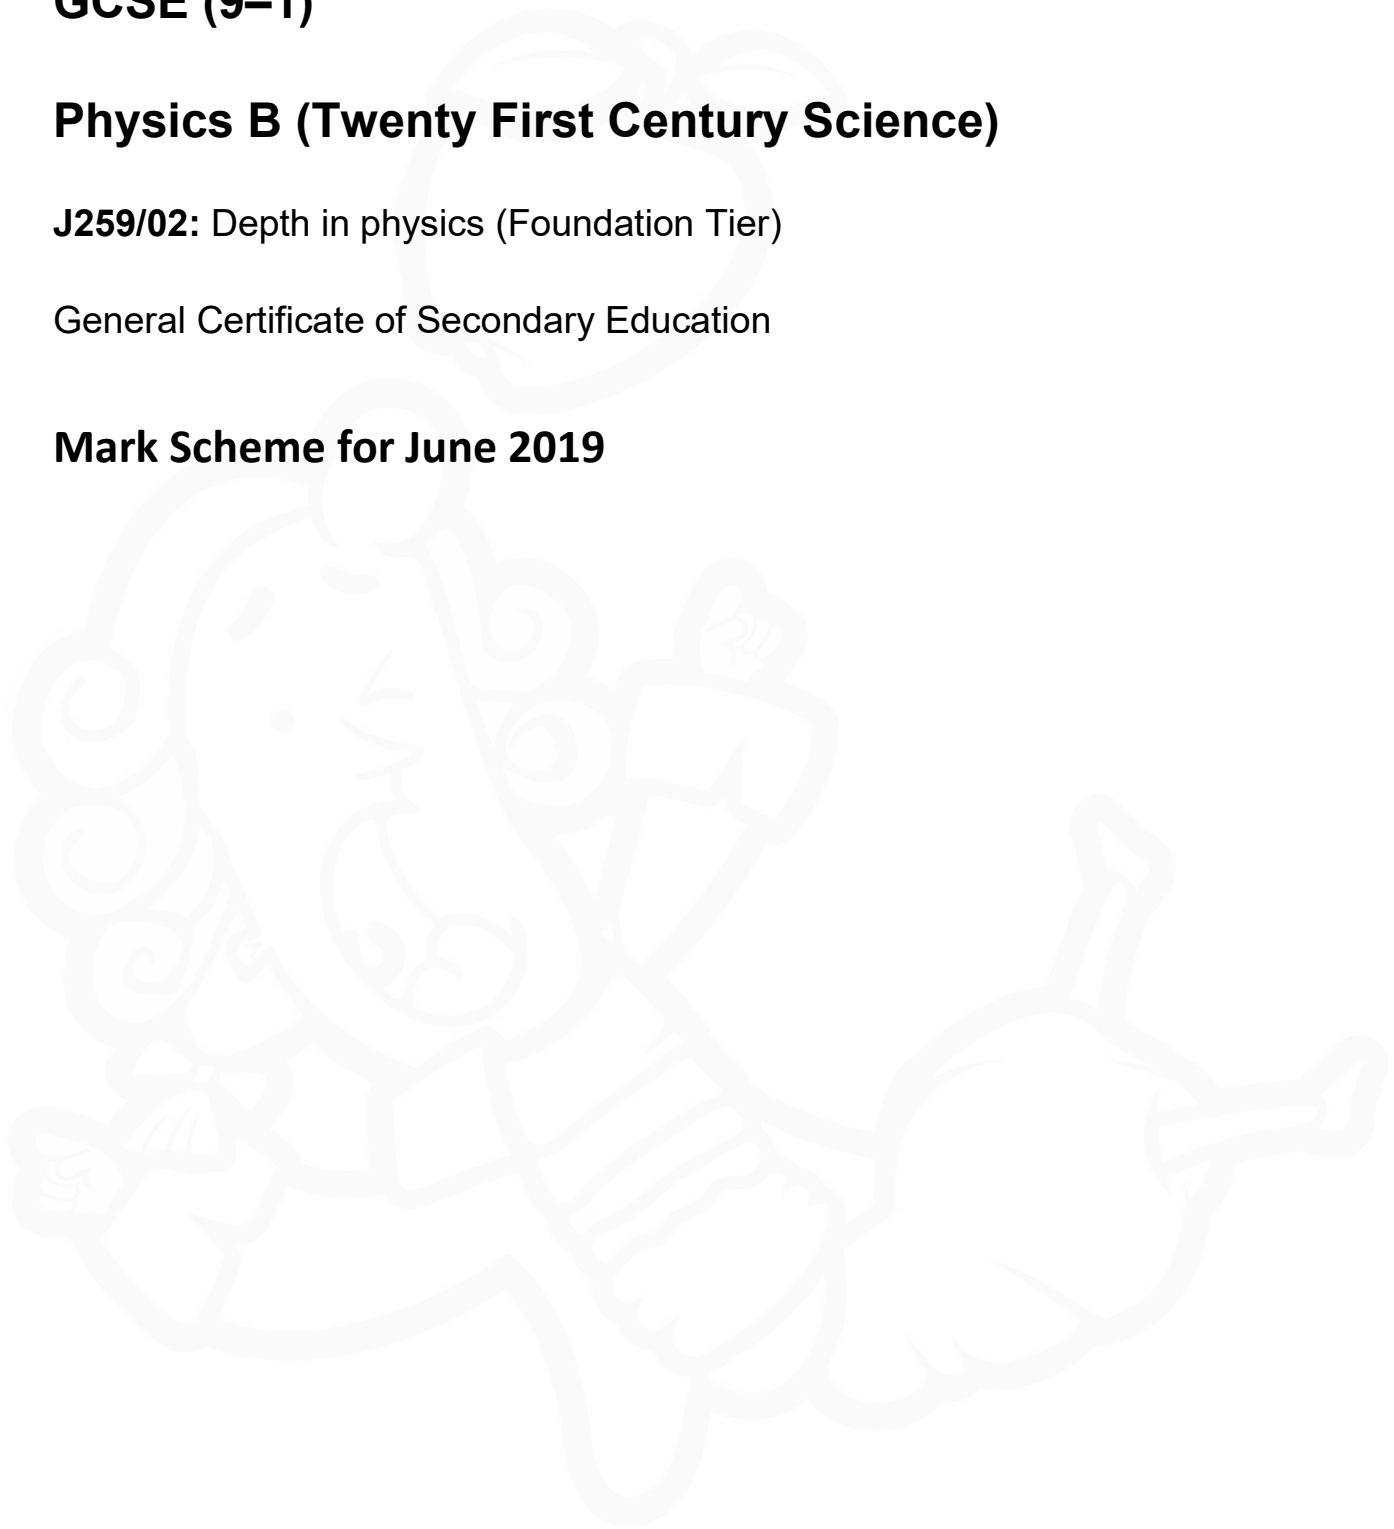 GCSE (9–1)
Physics B (Twenty First Century Science)
J259/02: Depth in physics (Foundation Tier)
General Certificate of Secondary Education
Mark Scheme for June 2019